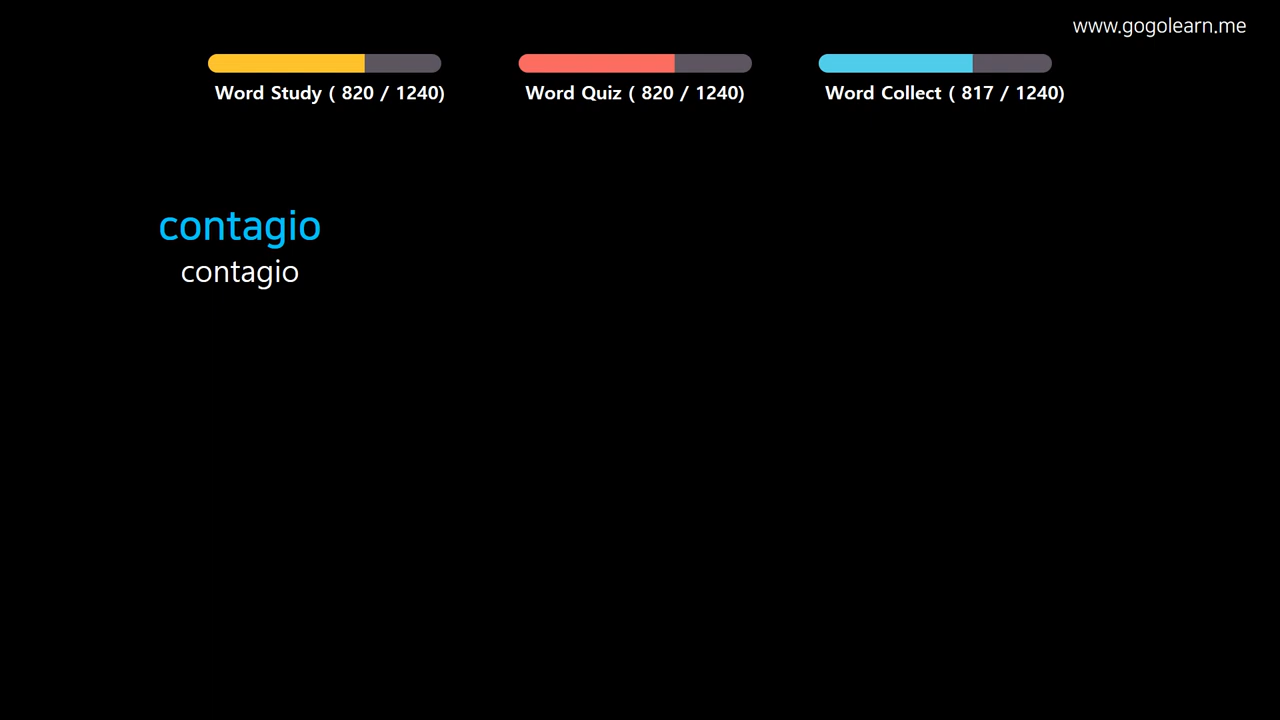 www.gogolearn.me
Word Study ( 820 / 1240)
Word Quiz ( 820 / 1240)
Word Collect ( 817 / 1240)
contagio
contagio